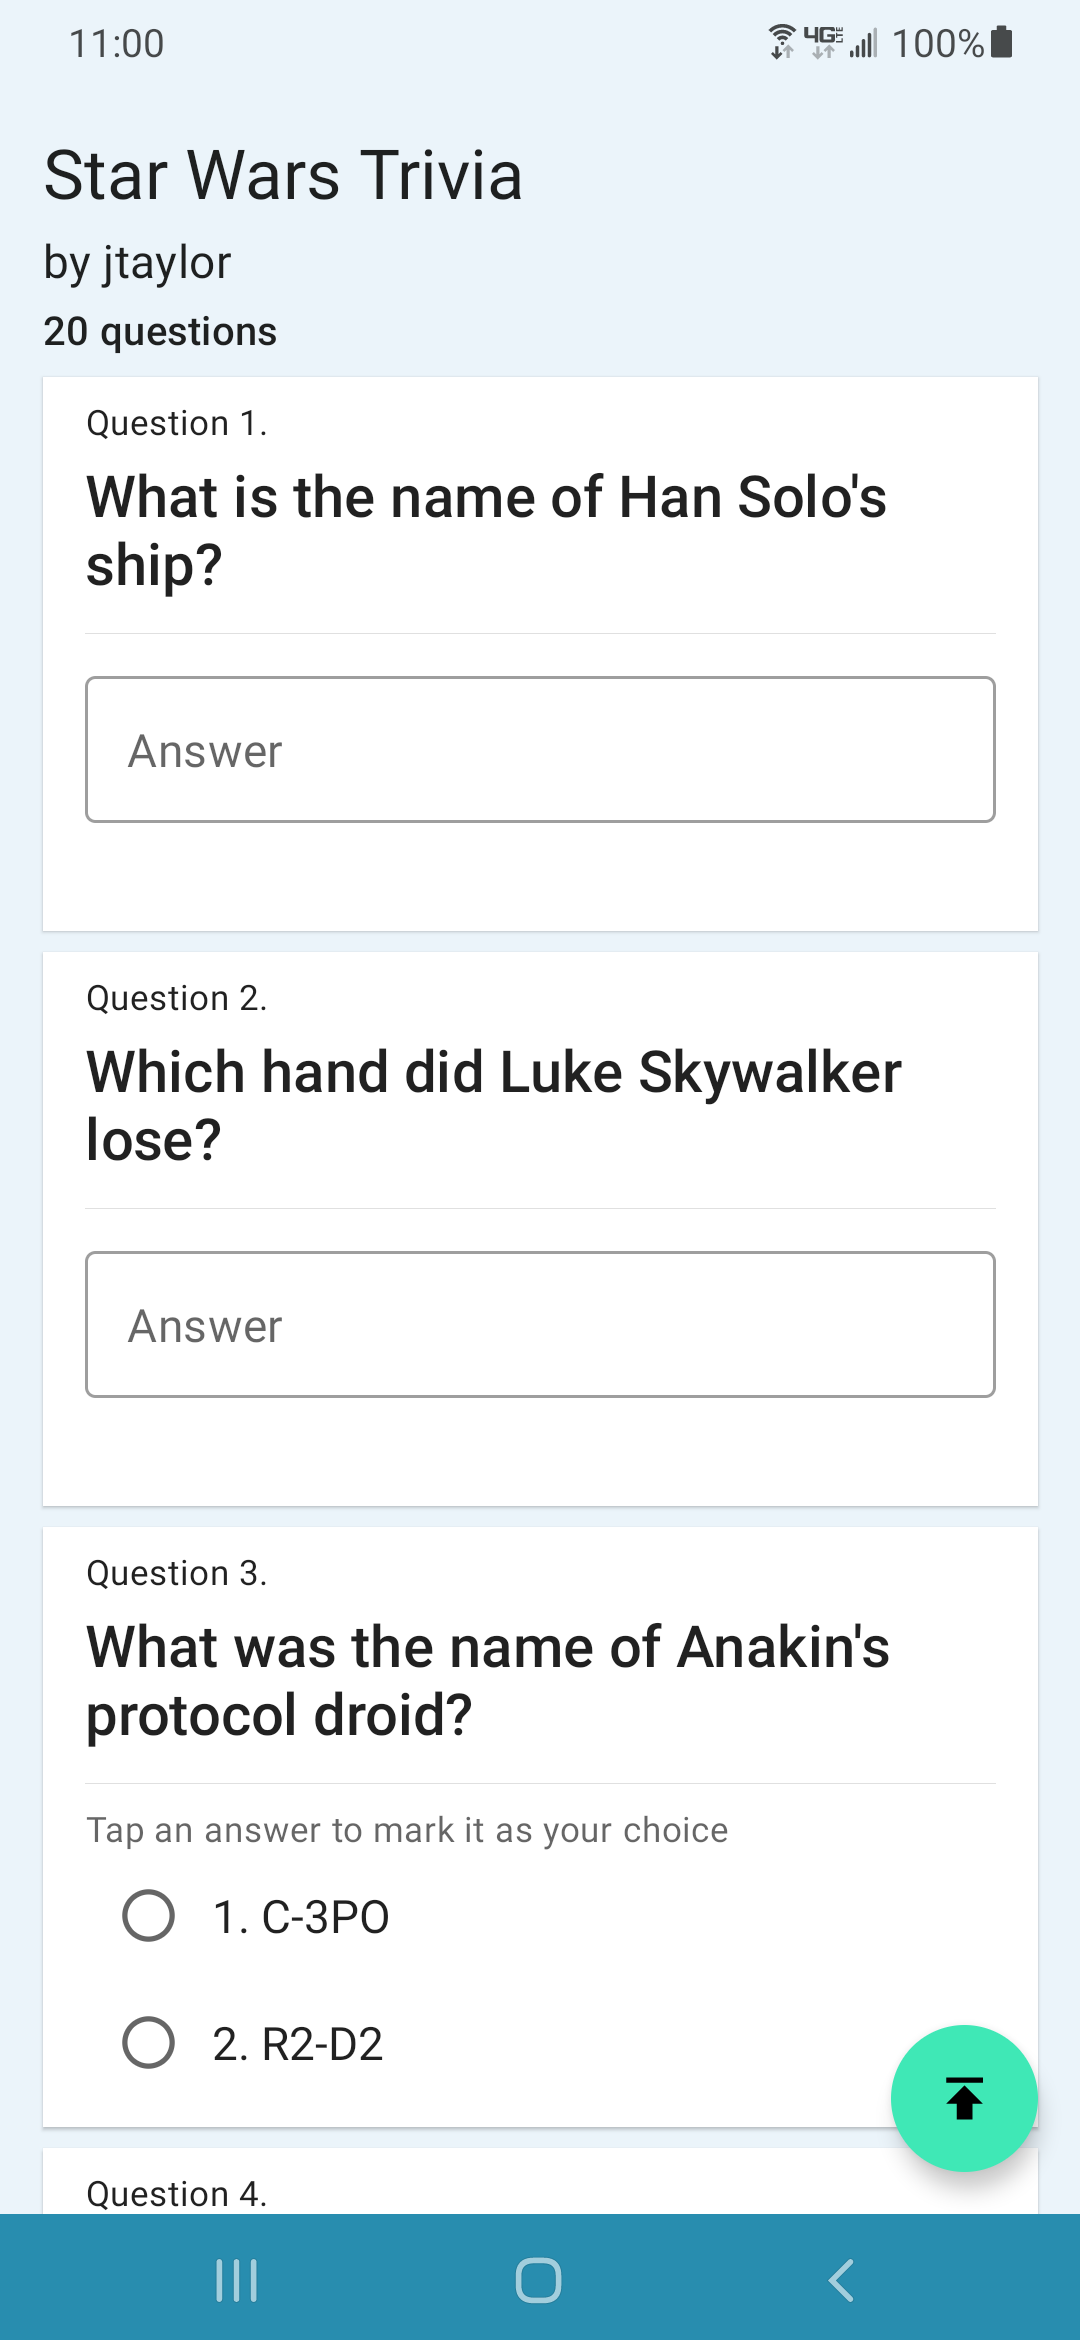 11:00
4G LTE 100%
Star Wars Trivia
by jtaylor
20 questions
Question 1.
What is the name of Han Solo's
ship?
Answer
Question 2.
Which hand did Luke Skywalker
lose?
Answer
Question 3.
What was the name of Anakin's
protocol droid?
Tap an answer to mark it as your choice
1. C-3PO
2. R2-D2
Question 4.